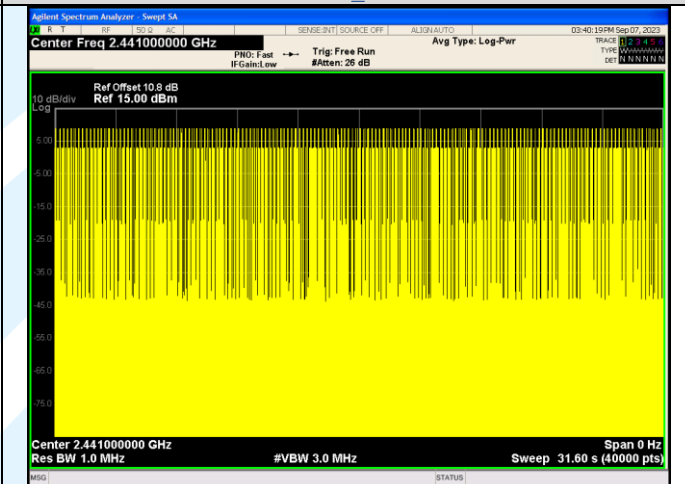 Agilent Spectrum Analyzer - Swept SA
R T RF 50 Ω AC SENSE:INT SOURCE OFF ALIGNAUTO 03:40:19PM Sep 07, 2023
Center Freq 2.441000000 GHz Avg Type: Log-Pwr TRACE 1 2 3 4 5 6
PNO: Fast Trig: Free Run TYPE
IFGain:Low #Atten: 26 dB DET N N N N N N
Ref Offset 10.8 dB
10 dB/div Ref 15.00 dBm
Log
5.00
-5.00
-15.0
-25.0
-35.0
-45.0
-55.0
-65.0
-75.0
Center 2.441000000 GHz Span 0 Hz
Res BW 1.0 MHz #VBW 3.0 MHz Sweep 31.60 s (40000 pts)
MSG STATUS